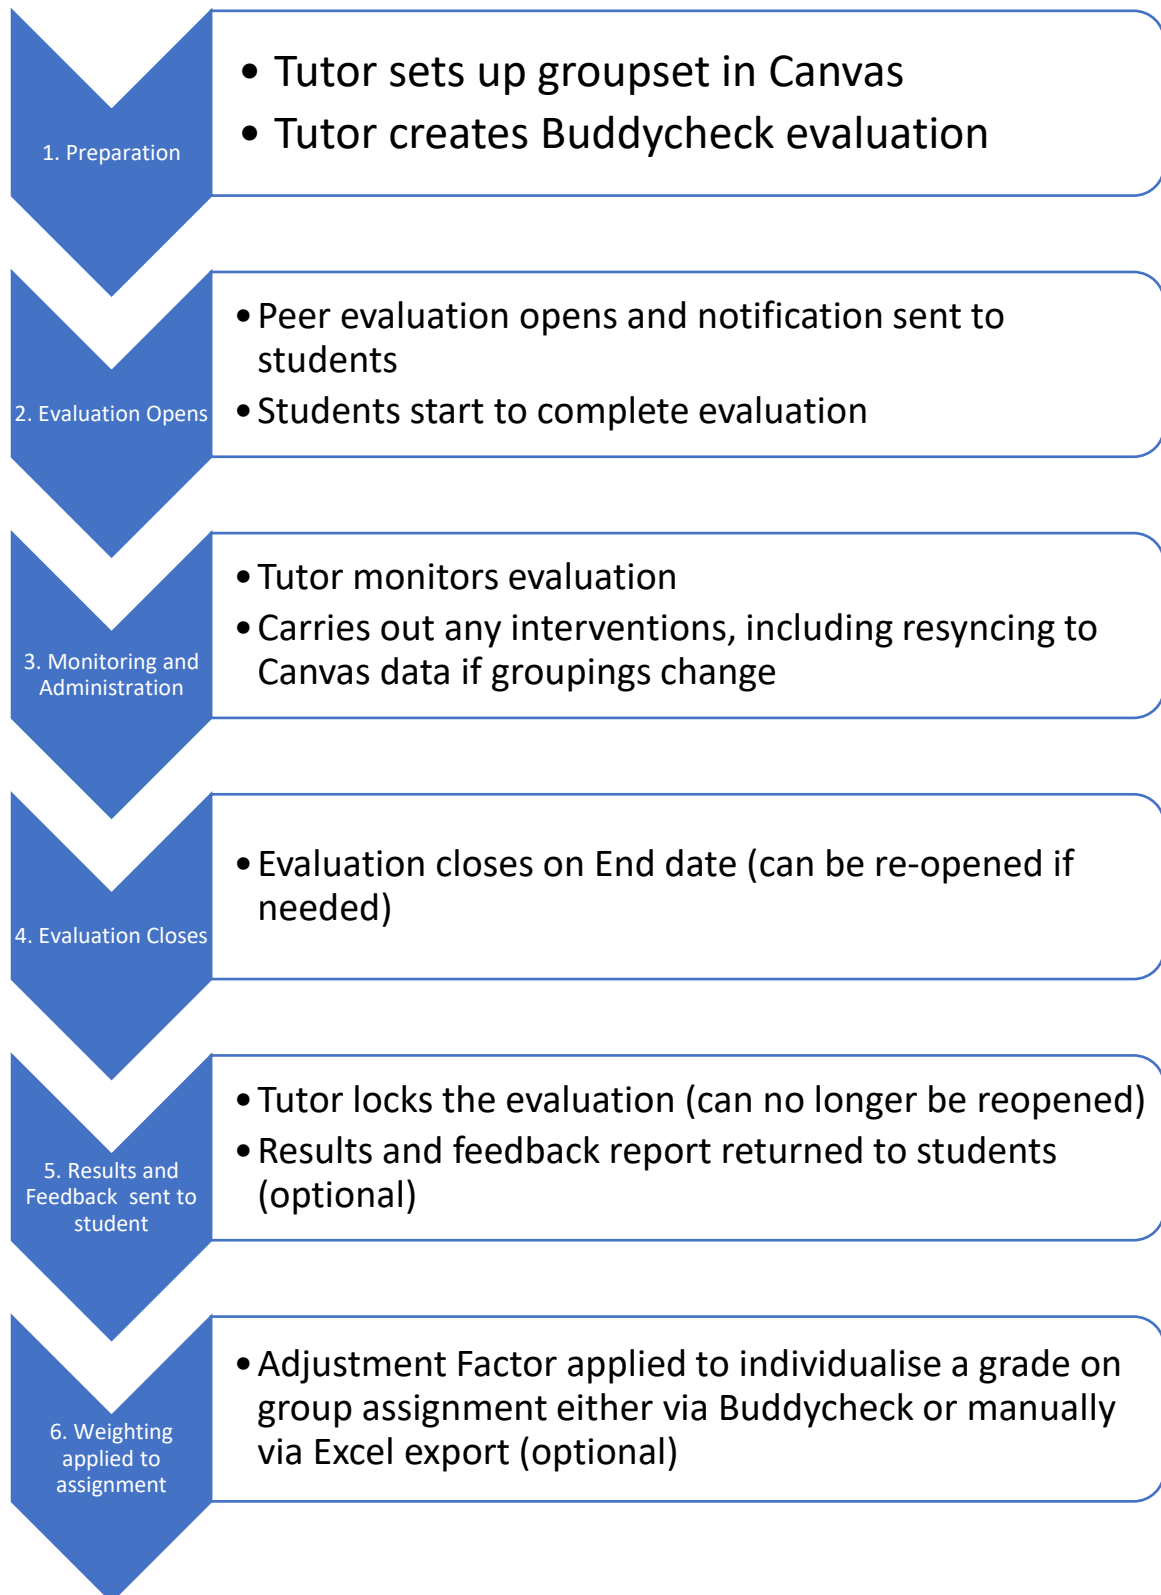 1. Preparation
• Tutor sets up groupset in Canvas
• Tutor creates Buddycheck evaluation
2. Evaluation Opens
• Peer evaluation opens and notification sent to
students
• Students start to complete evaluation
3. Monitoring and
Administration
• Tutor monitors evaluation
• Carries out any interventions, including resyncing to
Canvas data if groupings change
4. Evaluation Closes
• Evaluation closes on End date (can be re-opened if
needed)
5. Results and
Feedback  sent to
student
• Tutor locks the evaluation (can no longer be reopened)
• Results and feedback report returned to students
(optional)
6. Weighting
applied to
assignment
• Adjustment Factor applied to individualise a grade on
group assignment either via Buddycheck or manually
via Excel export (optional)